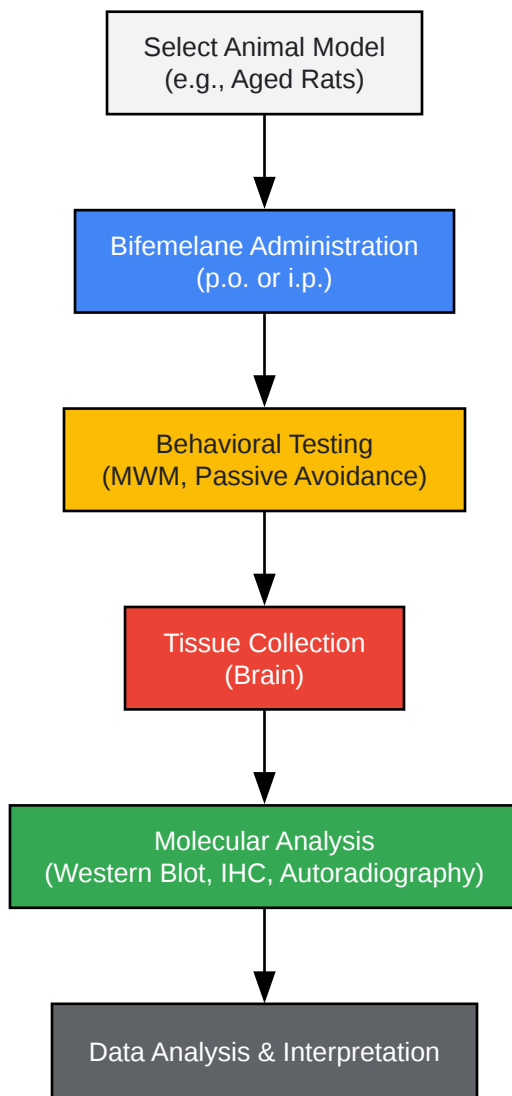 Select Animal Model
(e.g., Aged Rats)
Bifemelane Administration
(p.o. or i.p.)
Behavioral Testing
(MWM, Passive Avoidance)
Tissue Collection
(Brain)
Molecular Analysis
(Western Blot, IHC, Autoradiography)
Data Analysis & Interpretation